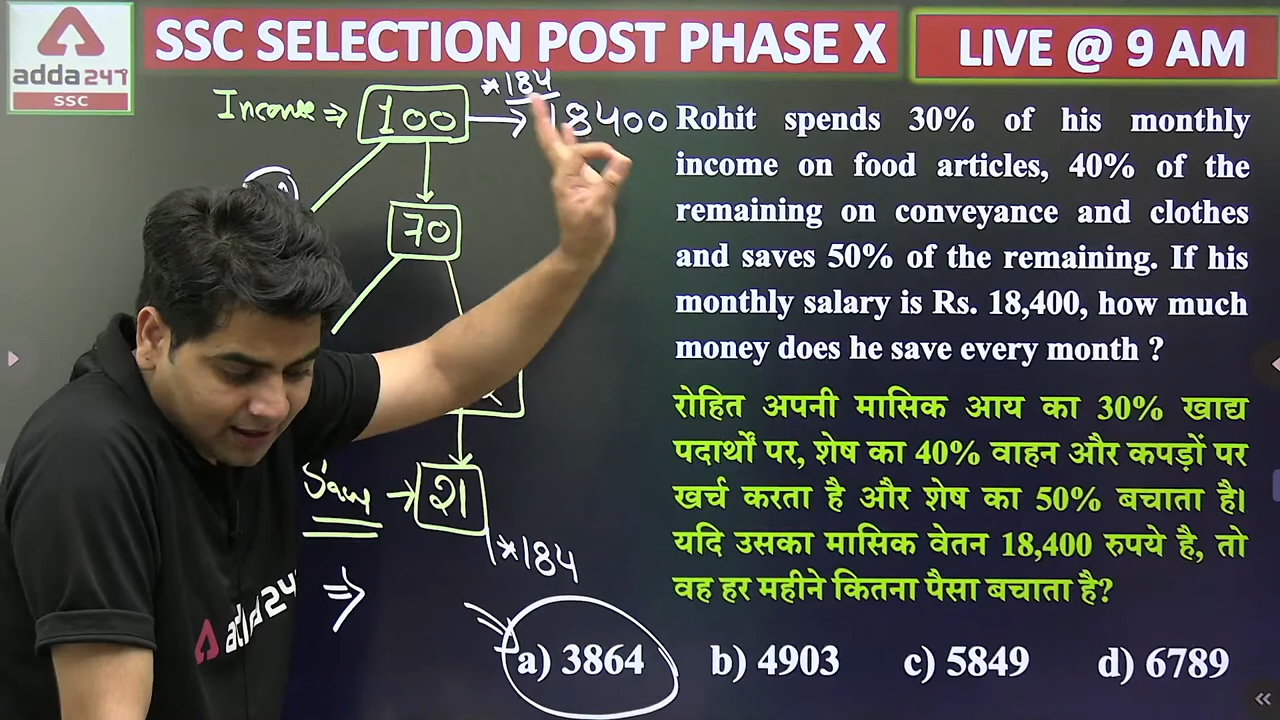 adda247
SSC
SSC SELECTION POST PHASE X
LIVE @ 9 AM
Income ⇒ 100 → 18400
*184
70
Save → 21
*184
⇒
Rohit spends 30% of his monthly
income on food articles, 40% of the
remaining on conveyance and clothes
and saves 50% of the remaining. If his
monthly salary is Rs. 18,400, how much
money does he save every month ?
रोहित अपनी मासिक आय का 30% खाद्य
पदार्थों पर, शेष का 40% वाहन और कपड़ों पर
खर्च करता है और शेष का 50% बचाता है।
यदि उसका मासिक वेतन 18,400 रुपये है, तो
वह हर महीने कितना पैसा बचाता है?
a) 3864 b) 4903 c) 5849 d) 6789
adda247